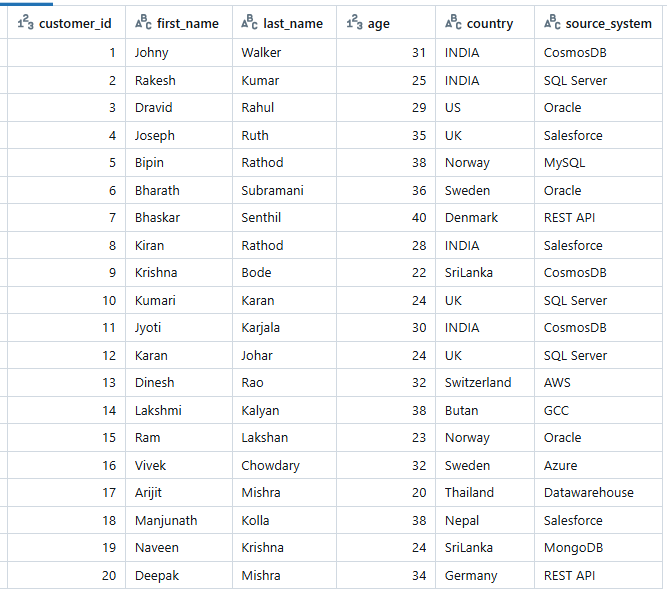 123 customer_id ABC first_name ABC last_name 123 age ABC country ABC source_system
1 Johny Walker 31 INDIA CosmosDB
2 Rakesh Kumar 25 INDIA SQL Server
3 Dravid Rahul 29 US Oracle
4 Joseph Ruth 35 UK Salesforce
5 Bipin Rathod 38 Norway MySQL
6 Bharath Subramani 36 Sweden Oracle
7 Bhaskar Senthil 40 Denmark REST API
8 Kiran Rathod 28 INDIA Salesforce
9 Krishna Bode 22 SriLanka CosmosDB
10 Kumari Karan 24 UK SQL Server
11 Jyoti Karjala 30 INDIA CosmosDB
12 Karan Johar 24 UK SQL Server
13 Dinesh Rao 32 Switzerland AWS
14 Lakshmi Kalyan 38 Butan GCC
15 Ram Lakshan 23 Norway Oracle
16 Vivek Chowdary 32 Sweden Azure
17 Arijit Mishra 20 Thailand Datawarehouse
18 Manjunath Kolla 38 Nepal Salesforce
19 Naveen Krishna 24 SriLanka MongoDB
20 Deepak Mishra 34 Germany REST API